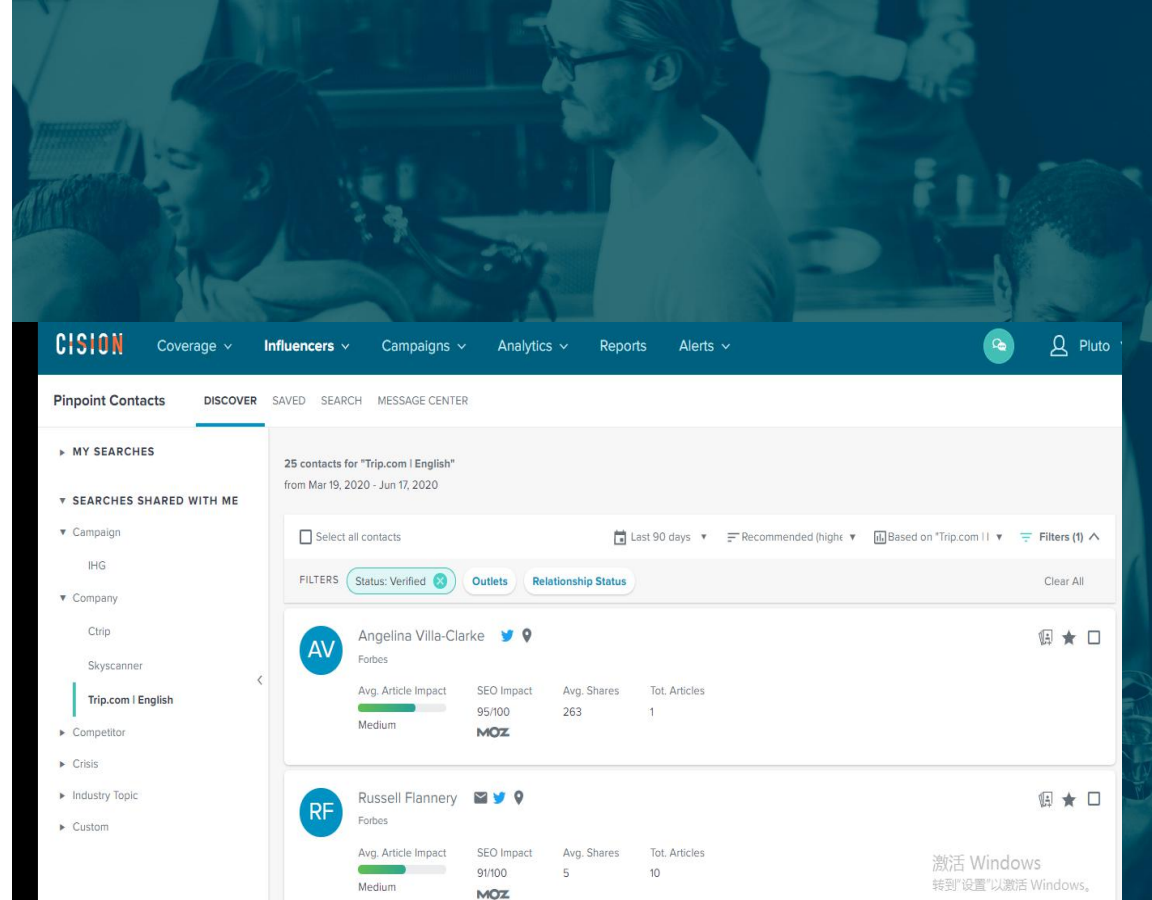 CISION
Coverage
Influencers
Campaigns
Analytics
Reports
Alerts
Pluto
Pinpoint Contacts
DISCOVER
SAVED
SEARCH
MESSAGE CENTER
MY SEARCHES
SEARCHES SHARED WITH ME
Campaign
IHG
Company
Ctrip
Skyscanner
Trip.com | English
Competitor
Crisis
Industry Topic
Custom
25 contacts for "Trip.com | English"
from Mar 19, 2020 - Jun 17, 2020
Select all contacts
Last 90 days
Recommended (highe
Based on "Trip.com | I
Filters (1)
FILTERS
Status: Verified
Outlets
Relationship Status
Clear All
AV
Angelina Villa-Clarke
Forbes
Avg. Article Impact
SEO Impact
Avg. Shares
Tot. Articles
95/100
263
1
Medium
MOZ
RF
Russell Flannery
Forbes
Avg. Article Impact
SEO Impact
Avg. Shares
Tot. Articles
91/100
5
10
Medium
MOZ
激活 Windows
转到"设置"以激活 Windows。